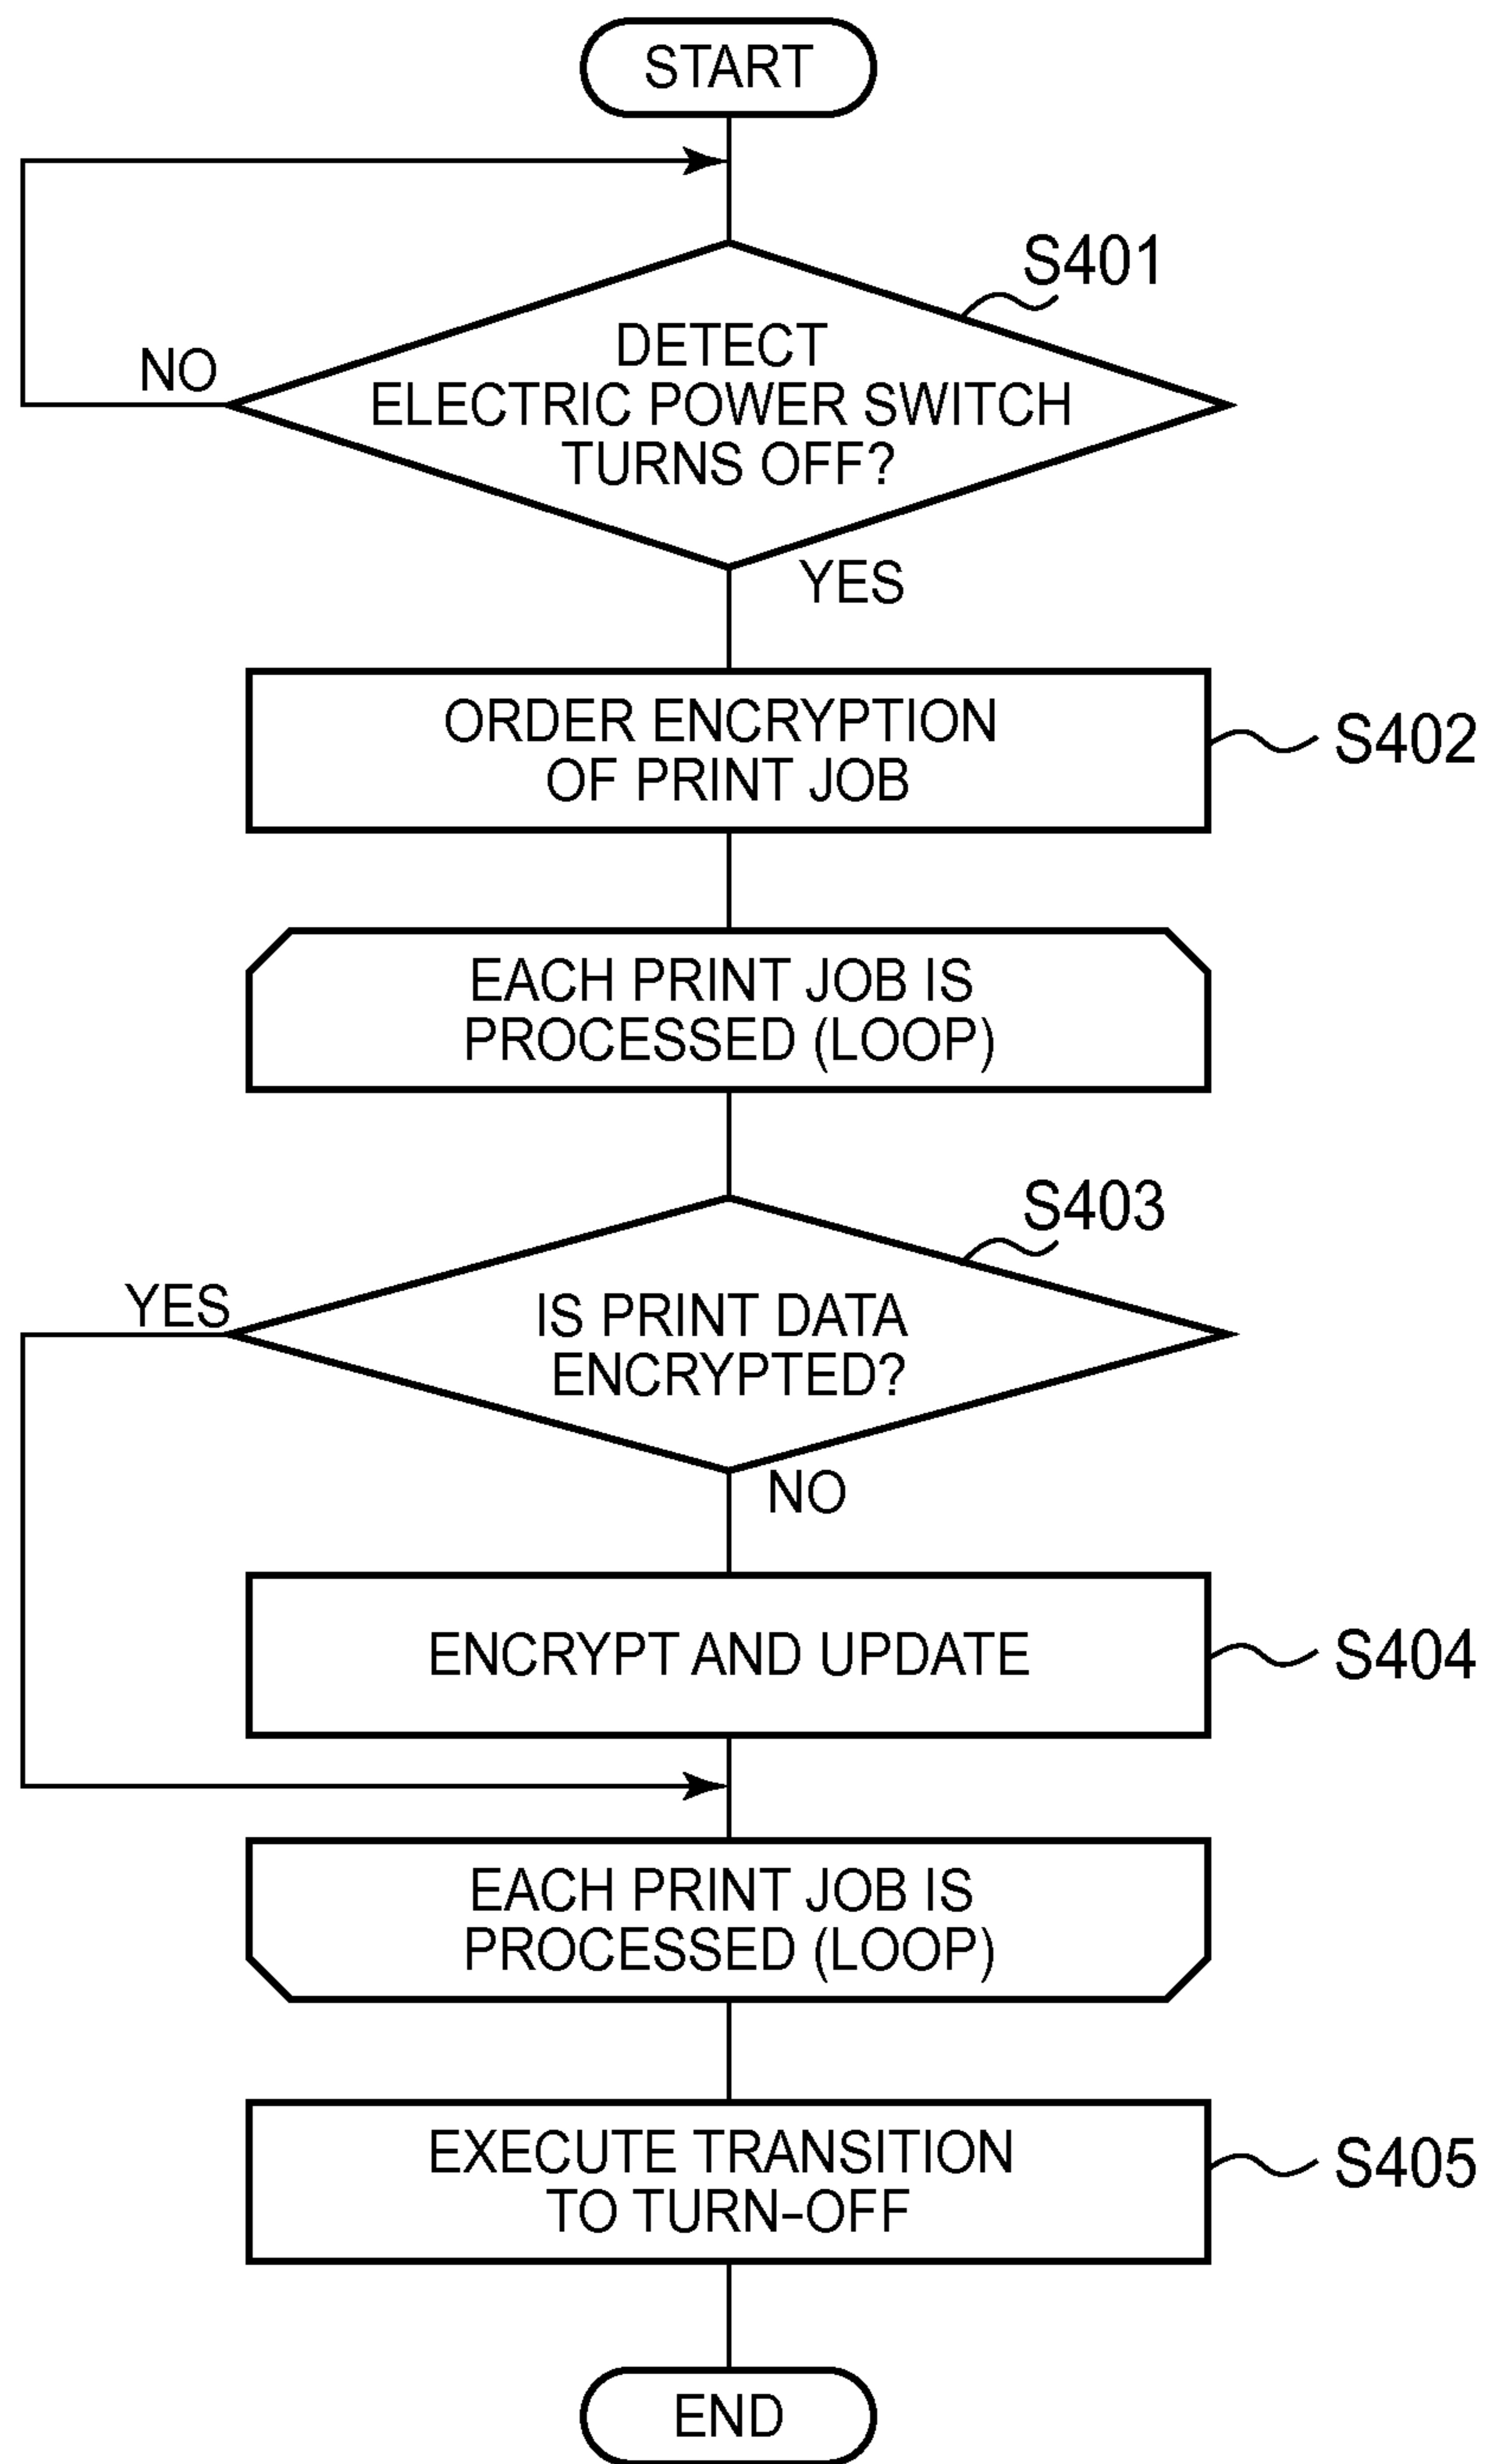 START
S401
DETECT
NO
ELECTRIC POWER SWITCH
TURNS OFF?
YES
ORDER ENCRYPTION
OF PRINT JOB
S402
EACH PRINT JOB IS
PROCESSED (LOOP)
S403
YES
IS PRINT DATA
ENCRYPTED?
NO
ENCRYPT AND UPDATE
S404
EACH PRINT JOB IS
PROCESSED (LOOP)
EXECUTE TRANSITION
TO TURN-OFF
S405
END